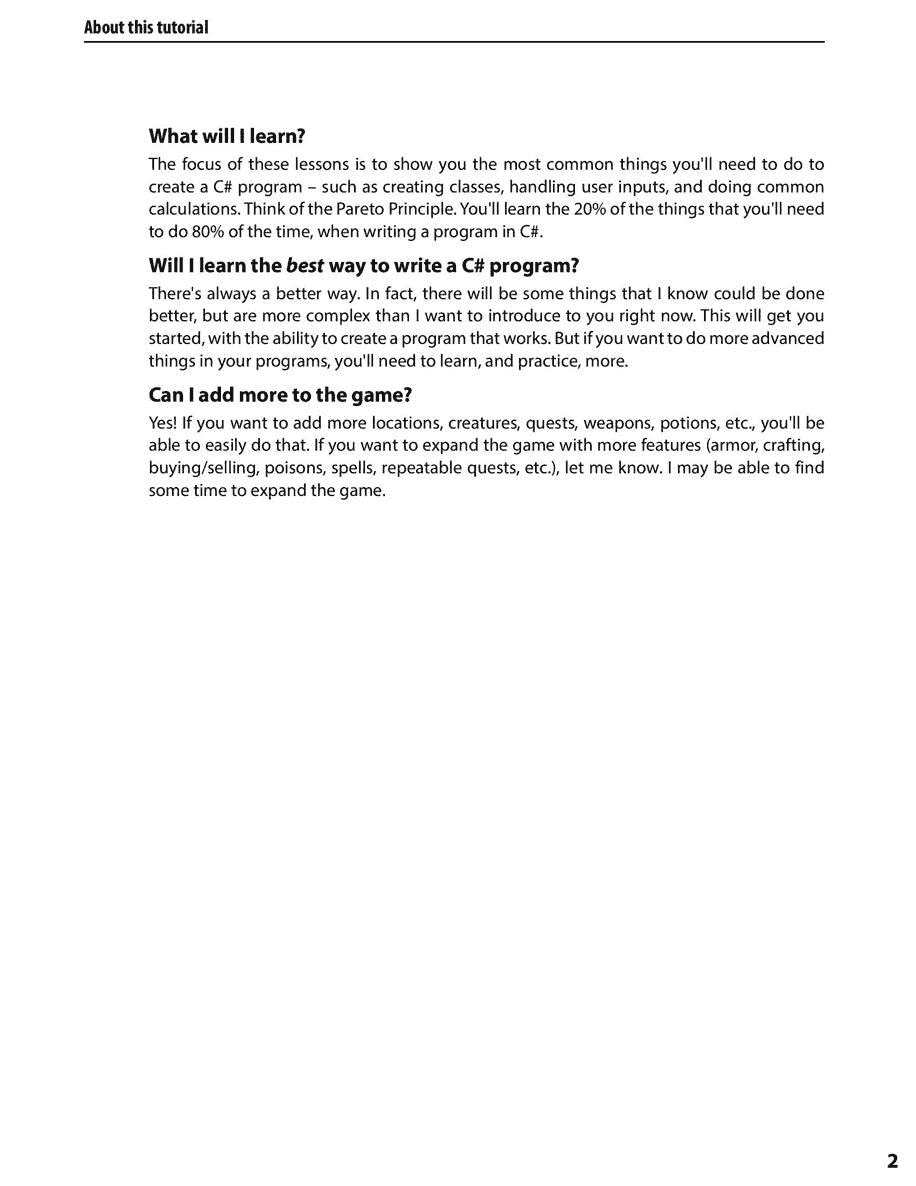 About this tutorial
What will I learn?
The focus of these lessons is to show you the most common things you'll need to do to
create a C# program – such as creating classes, handling user inputs, and doing common
calculations. Think of the Pareto Principle. You'll learn the 20% of the things that you'll need
to do 80% of the time, when writing a program in C#.
Will I learn the best way to write a C# program?
There's always a better way. In fact, there will be some things that I know could be done
better, but are more complex than I want to introduce to you right now. This will get you
started, with the ability to create a program that works. But if you want to do more advanced
things in your programs, you'll need to learn, and practice, more.
Can I add more to the game?
Yes! If you want to add more locations, creatures, quests, weapons, potions, etc., you'll be
able to easily do that. If you want to expand the game with more features (armor, crafting,
buying/selling, poisons, spells, repeatable quests, etc.), let me know. I may be able to find
some time to expand the game.
2